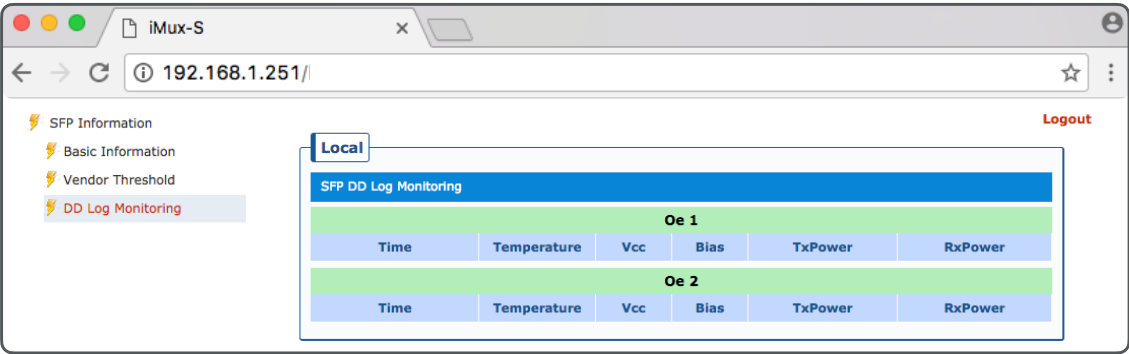 iMux-S
192.168.1.251/
SFP Information
Basic Information
Vendor Threshold
DD Log Monitoring
Logout
Local
SFP DD Log Monitoring
Oe 1
Time Temperature Vcc Bias TxPower RxPower
Oe 2
Time Temperature Vcc Bias TxPower RxPower